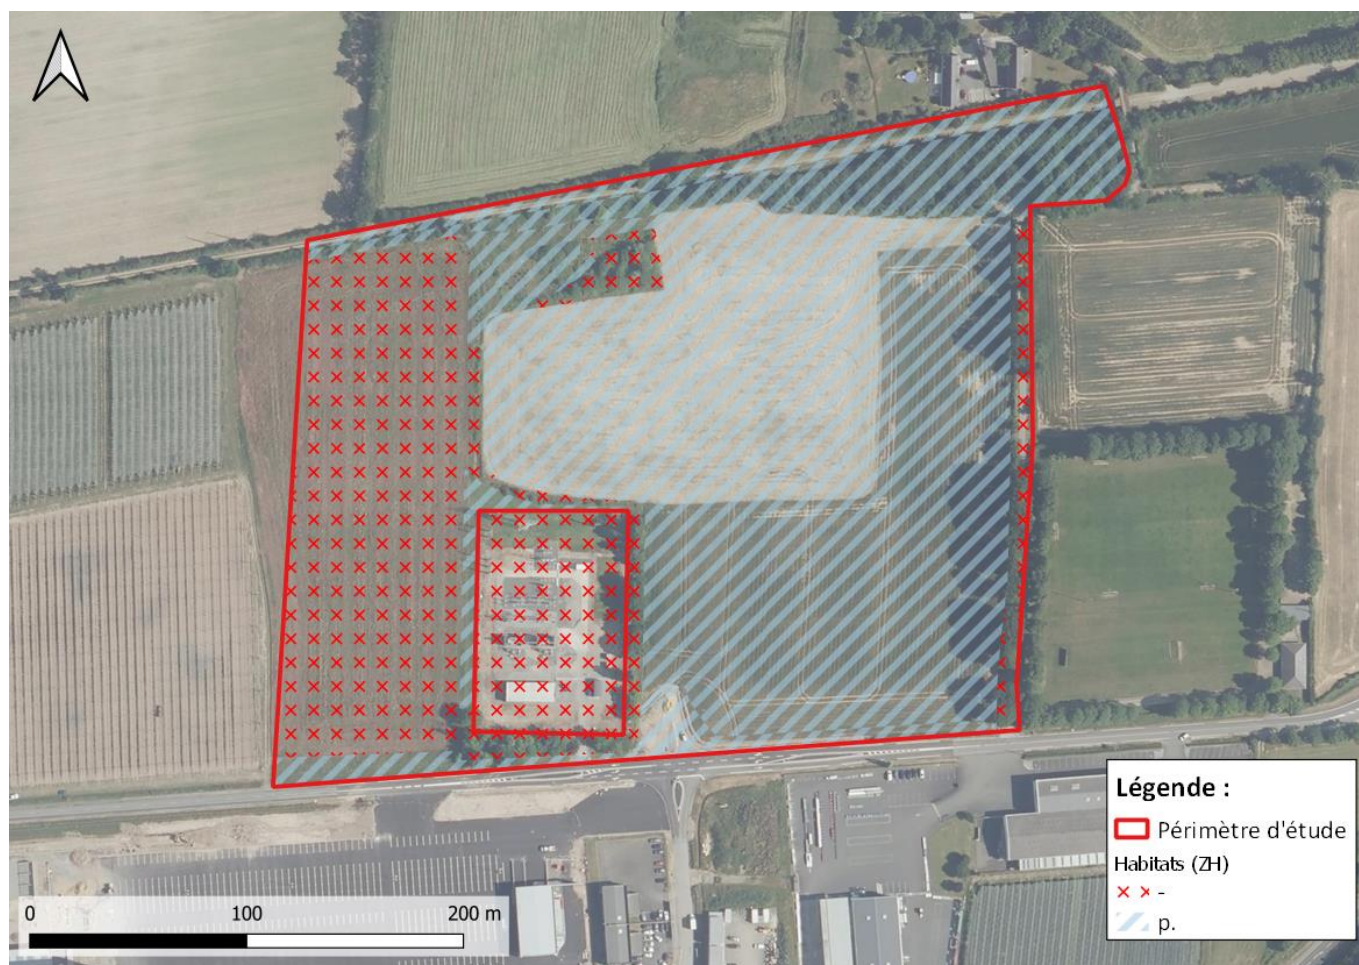 Légende :
Périmètre d'étude
Habitats (ZH)
-
p.
0 100 200 m